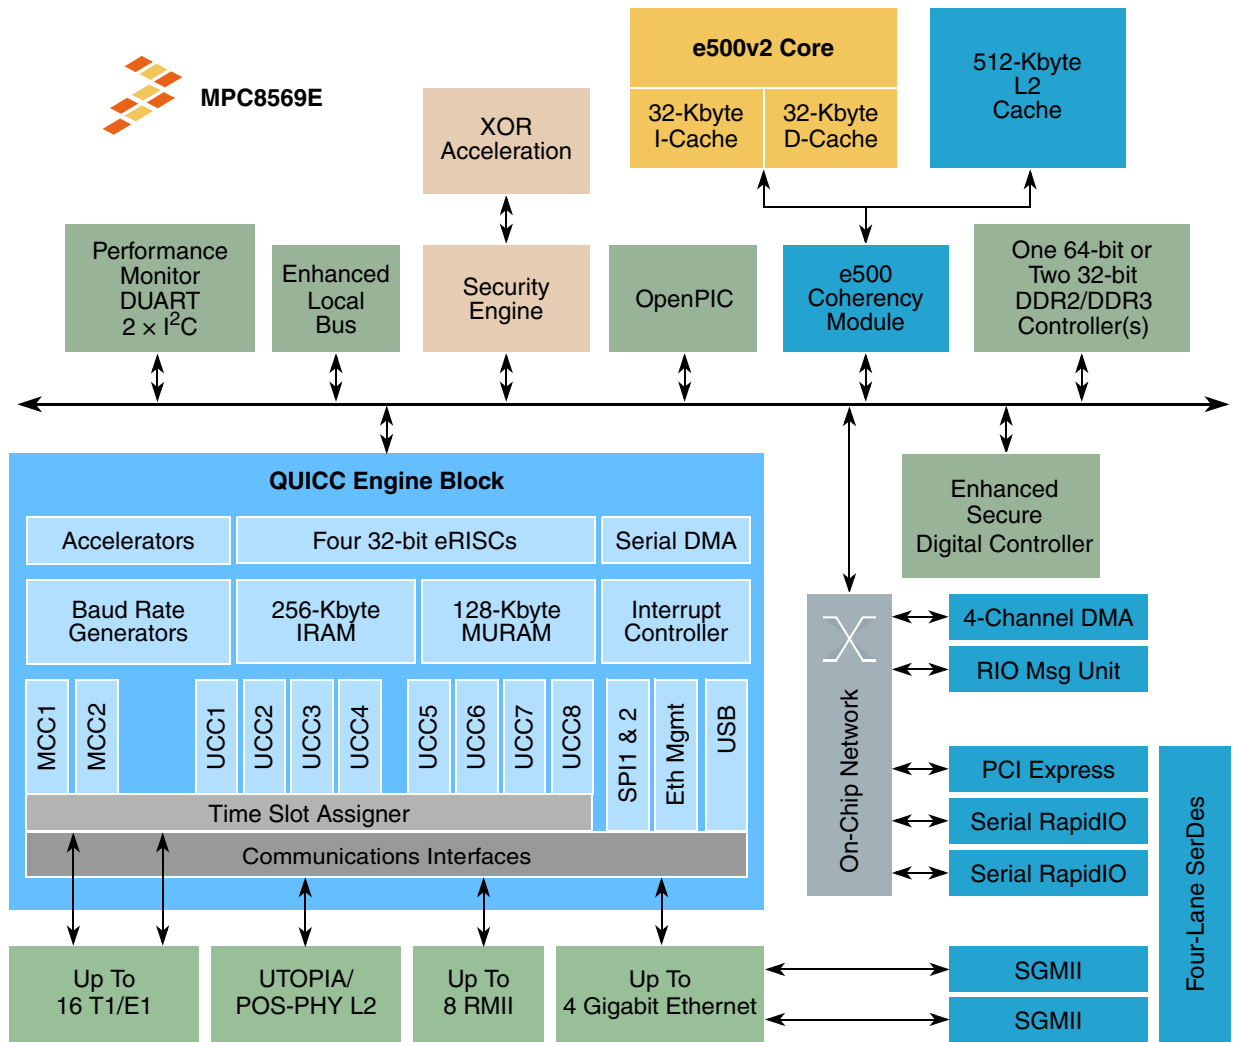 MPC8569E
XOR
Acceleration
e500v2 Core
32-Kbyte
I-Cache
32-Kbyte
D-Cache
512-Kbyte
L2
Cache
Performance
Monitor
DUART
2 × I²C
Enhanced
Local
Bus
Security
Engine
OpenPIC
e500
Coherency
Module
One 64-bit or
Two 32-bit
DDR2/DDR3
Controller(s)
QUICC Engine Block
Accelerators
Four 32-bit eRISCs
Serial DMA
Baud Rate
Generators
256-Kbyte
IRAM
128-Kbyte
MURAM
Interrupt
Controller
MCC1
MCC2
UCC1
UCC2
UCC3
UCC4
UCC5
UCC6
UCC7
UCC8
SPI1 & 2
Eth Mgmt
USB
Time Slot Assigner
Communications Interfaces
Enhanced
Secure
Digital Controller
On-Chip Network
4-Channel DMA
RIO Msg Unit
PCI Express
Serial RapidIO
Serial RapidIO
Four-Lane SerDes
Up To
16 T1/E1
UTOPIA/
POS-PHY L2
Up To
8 RMII
Up To
4 Gigabit Ethernet
SGMII
SGMII